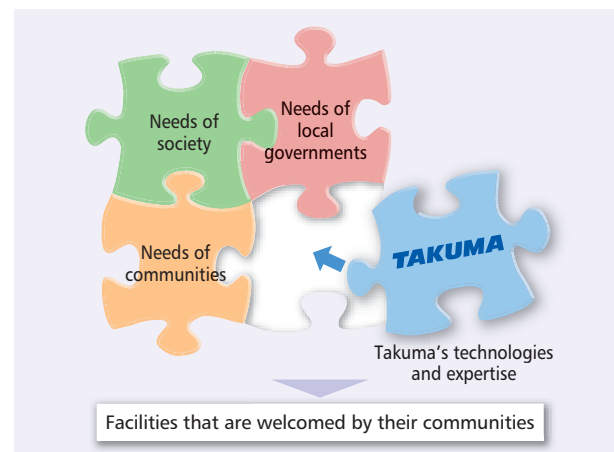 Needs of
society
Needs of
local
governments
Needs of
communities
TAKUMA
Takuma's technologies
and expertise
Facilities that are welcomed by their communities